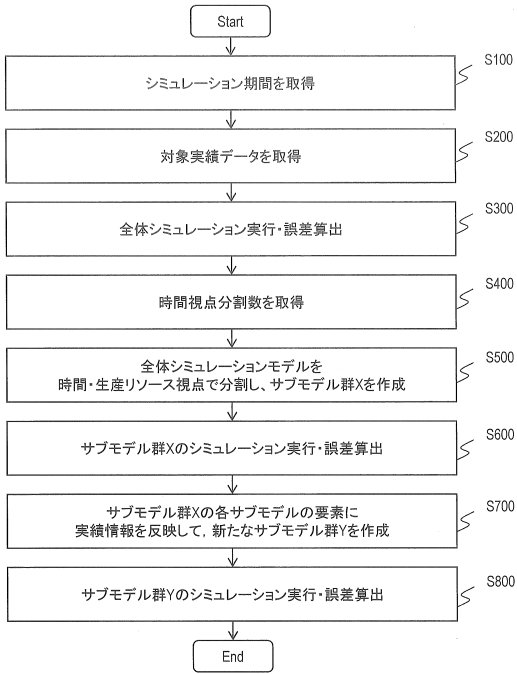 Start
S100
シミュレーション期間を取得
S200
対象実績データを取得
S300
全体シミュレーション実行・誤差算出
S400
時間視点分割数を取得
S500
全体シミュレーションモデルを
時間・生産リソース視点で分割し、サブモデル群Xを作成
S600
サブモデル群Xのシミュレーション実行・誤差算出
S700
サブモデル群Xの各サブモデルの要素に
実績情報を反映して，新たなサブモデル群Yを作成
S800
サブモデル群Yのシミュレーション実行・誤差算出
End